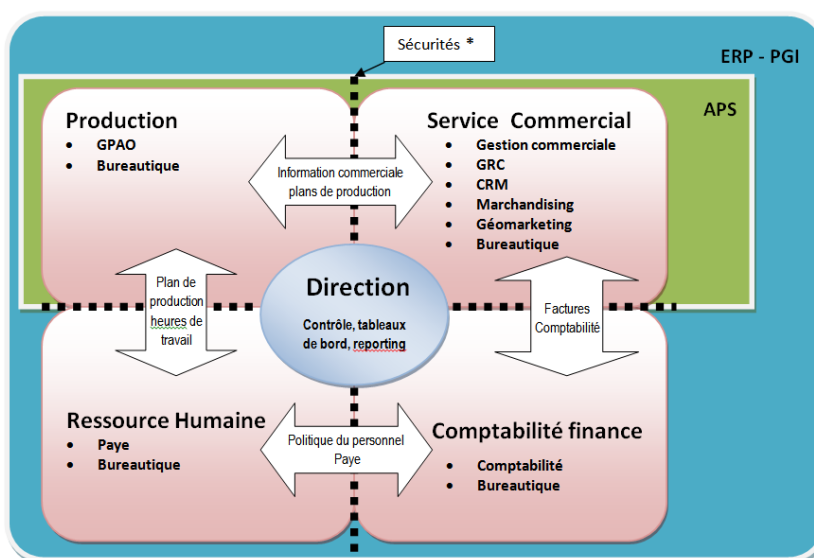 Sécurités *
ERP - PGI
APS
Production
• GPAO
• Bureautique
Information commerciale
plans de production
Service Commercial
• Gestion commerciale
• GRC
• CRM
• Marchandising
• Géomarketing
• Bureautique
Plan de
production
heures de
travail
Direction
Contrôle, tableaux
de bord, reporting
Factures
Comptabilité
Ressource Humaine
• Paye
• Bureautique
Politique du personnel
Paye
Comptabilité finance
• Comptabilité
• Bureautique